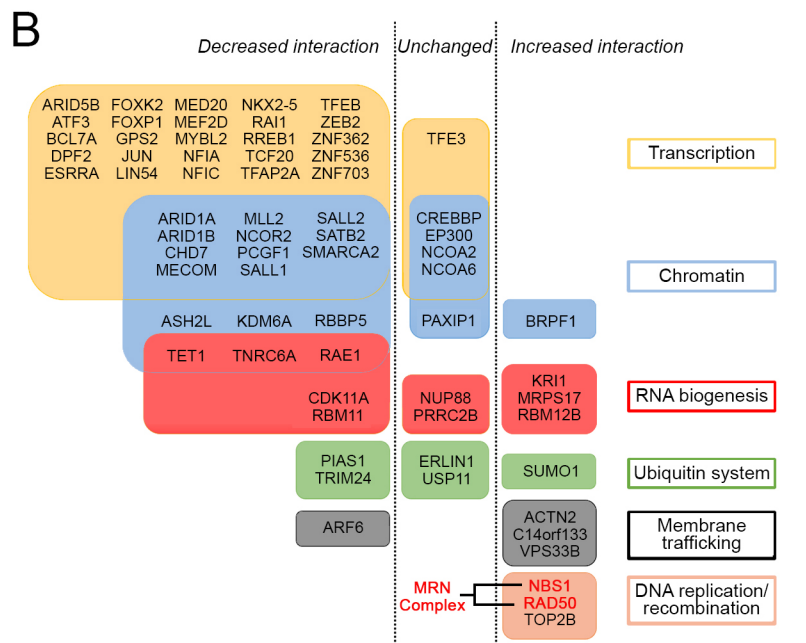 B
Decreased interaction Unchanged Increased interaction
ARID5B FOXK2 MED20 NKX2-5 TFEB
ATF3 FOXP1 MEF2D RAI1 ZEB2
BCL7A GPS2 MYBL2 RREB1 ZNF362
DPF2 JUN NFIA TCF20 ZNF536
ESRRA LIN54 NFIC TFAP2A ZNF703
TFE3
Transcription
ARID1A MLL2 SALL2
ARID1B NCOR2 SATB2
CHD7 PCGF1 SMARCA2
MECOM SALL1
CREBBP
EP300
NCOA2
NCOA6
Chromatin
ASH2L KDM6A RBBP5
PAXIP1
BRPF1
TET1 TNRC6A RAE1
CDK11A
RBM11
NUP88
PRRC2B
KRI1
MRPS17
RBM12B
RNA biogenesis
PIAS1
TRIM24
ERLIN1
USP11
SUMO1
Ubiquitin system
ARF6
ACTN2
C14orf133
VPS33B
Membrane
trafficking
MRN
Complex
NBS1
RAD50
TOP2B
DNA replication/
recombination